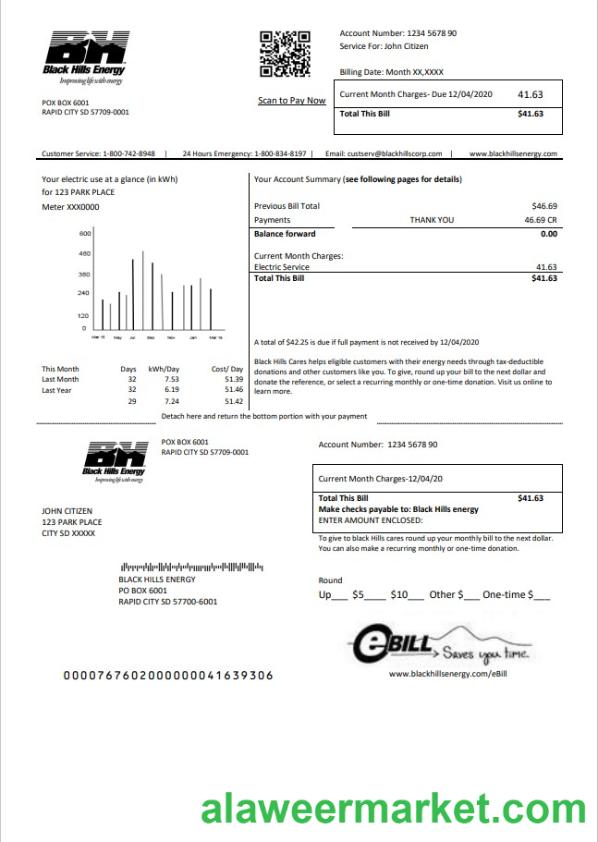 BH
Black Hills Energy
Improving life with energy
POX BOX 6001
RAPID CITY SD 57709-0001
Scan to Pay Now
Account Number: 1234 5678 90
Service For: John Citizen
Billing Date: Month XX,XXXX
Current Month Charges- Due 12/04/2020 41.63
Total This Bill $41.63
Customer Service: 1-800-742-8948 | 24 Hours Emergency: 1-800-834-8197 | Email: custserv@blackhillscorp.com | www.blackhillsenergy.com
Your electric use at a glance (in kWh)
for 123 PARK PLACE
Meter XXX0000
600
480
380
240
120
0
Mar 15 May Jul Sep Nov Jan Mar 16
This Month Days kWh/Day Cost/ Day
Last Month 32 7.53 51.39
Last Year 32 6.19 51.46
29 7.24 51.42
Your Account Summary (see following pages for details)
Previous Bill Total $46.69
Payments THANK YOU 46.69 CR
Balance forward 0.00
Current Month Charges:
Electric Service 41.63
Total This Bill $41.63
A total of $42.25 is due if full payment is not received by 12/04/2020
Black Hills Cares helps eligible customers with their energy needs through tax-deductible
donations and other customers like you. To give, round up your bill to the next dollar and
donate the reference, or select a recurring monthly or one-time donation. Visit us online to
learn more.
Detach here and return the bottom portion with your payment
BH
Black Hills Energy
Improving life with energy
POX BOX 6001
RAPID CITY SD 57709-0001
Account Number: 1234 5678 90
Current Month Charges-12/04/20
Total This Bill $41.63
Make checks payable to: Black Hills energy
ENTER AMOUNT ENCLOSED:
JOHN CITIZEN
123 PARK PLACE
CITY SD XXXXX
To give to black Hills cares round up your monthly bill to the next dollar.
You can also make a recurring monthly or one-time donation.
BLACK HILLS ENERGY
PO BOX 6001
RAPID CITY SD 57700-6001
Round
Up___ $5____ $10___ Other $___ One-time $___
eBILL Saves you time.
www.blackhillsenergy.com/eBill
00007676020000000041639306
alaweermarket.com